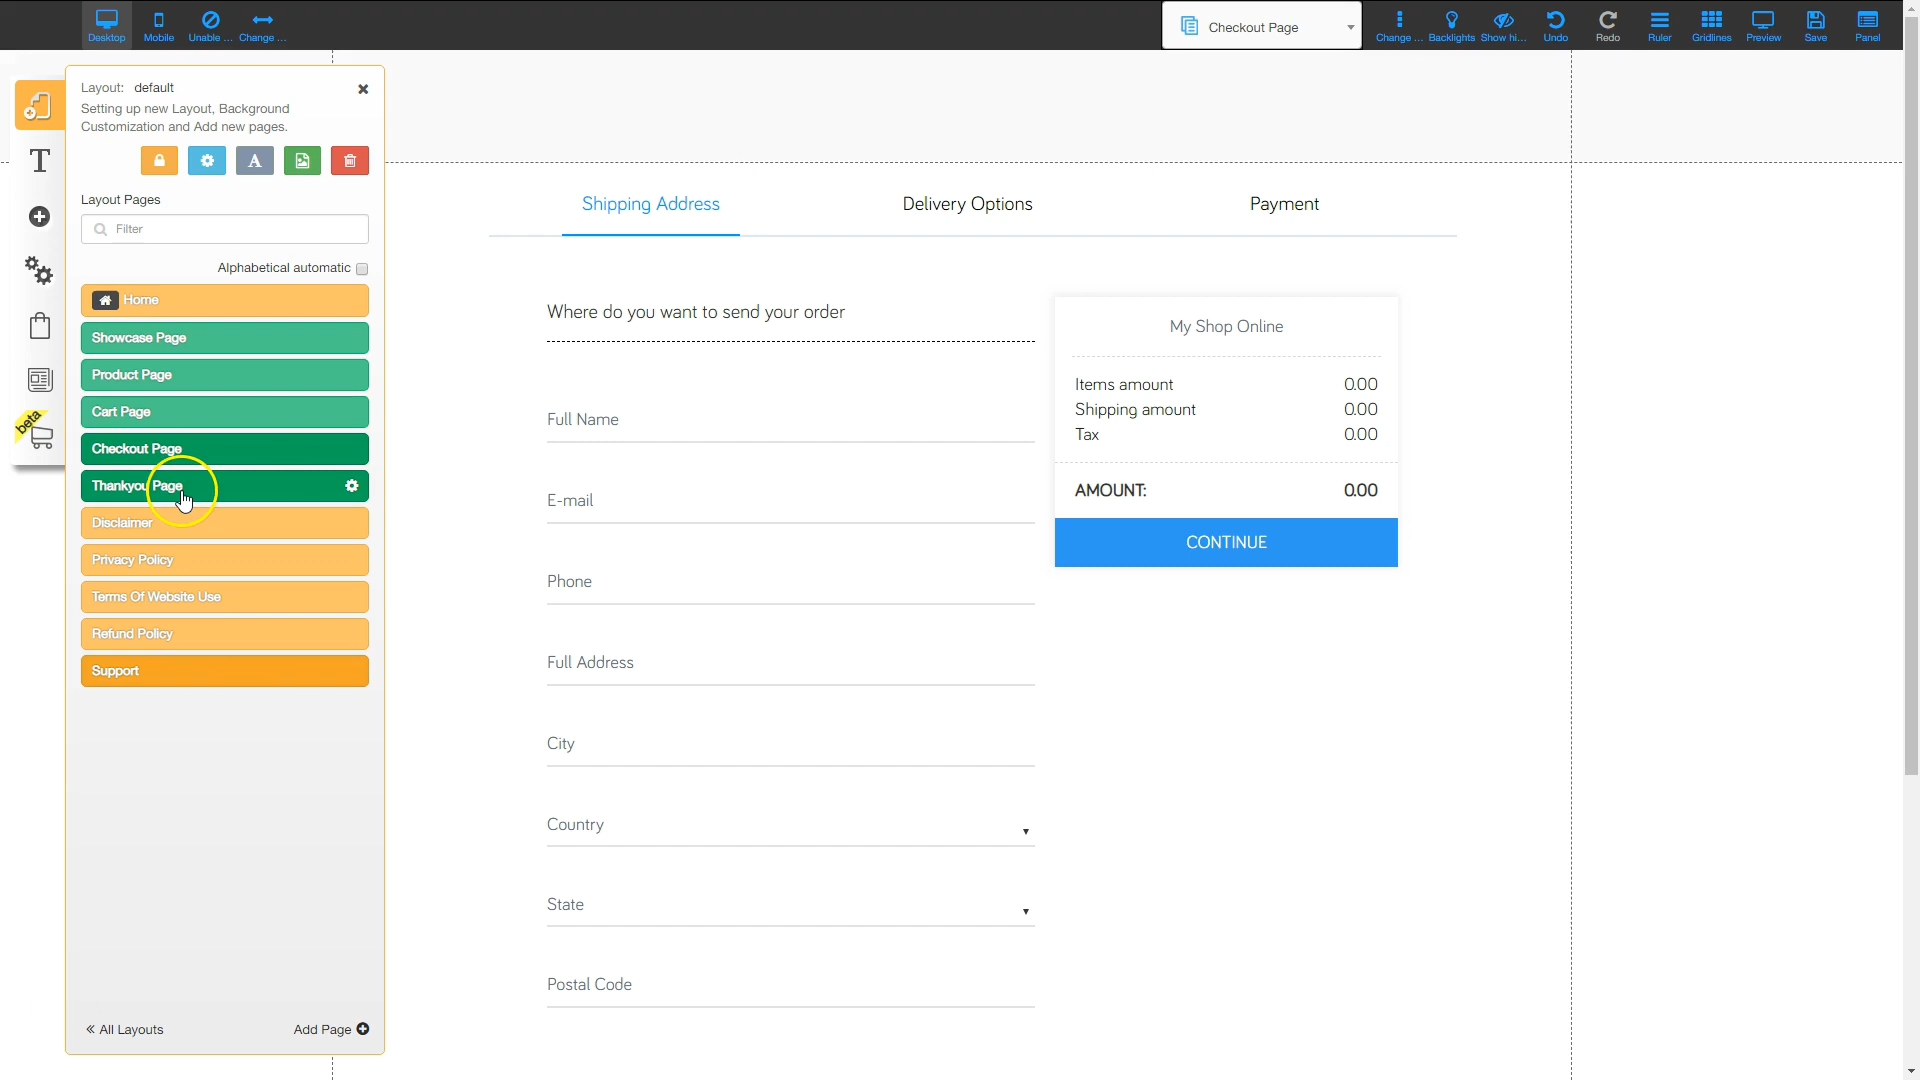 Desktop
Mobile
Unable ...
Change ...
Checkout Page
Change ...
Backlights
Show hi...
Undo
Redo
Ruler
Gridlines
Preview
Save
Panel
Layout: default
Setting up new Layout, Background
Customization and Add new pages.
A
Layout Pages
Filter
Alphabetical automatic
Home
Showcase Page
Product Page
Cart Page
Checkout Page
Thankyou Page
Disclaimer
Privacy Policy
Terms Of Website Use
Refund Policy
Support
« All Layouts
Add Page
T
beta
Shipping Address
Delivery Options
Payment
Where do you want to send your order
Full Name
E-mail
Phone
Full Address
City
Country
State
Postal Code
My Shop Online
Items amount 0.00
Shipping amount 0.00
Tax 0.00
AMOUNT: 0.00
CONTINUE